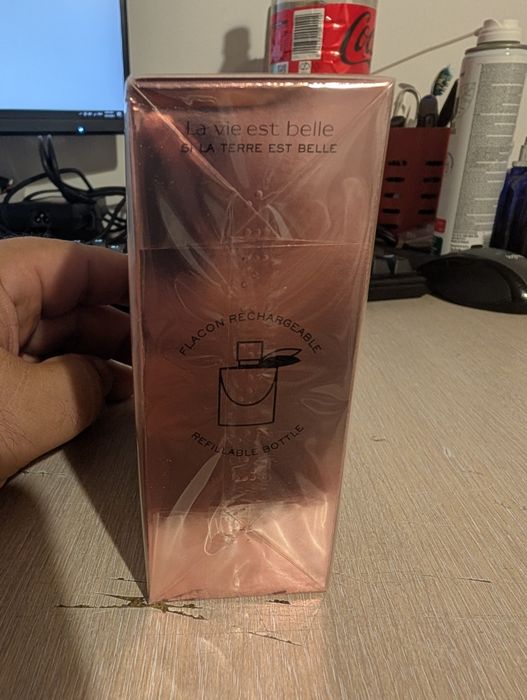 La vie est belle
SI LA TERRE EST BELLE
FLACON RECHARGEABLE
REFILLABLE BOTTLE